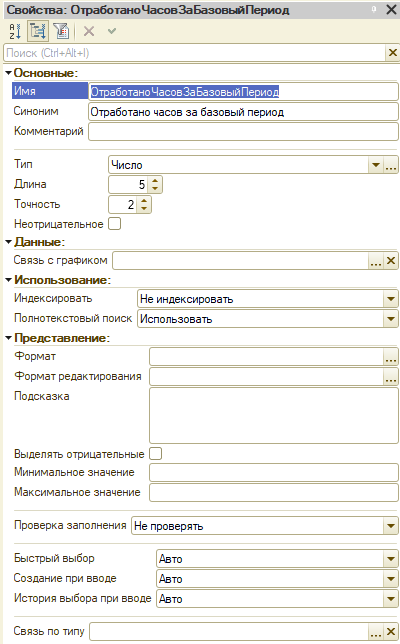 Свойства: ОтработаноЧасовЗаБазовыйПериод
Поиск (Ctrl+Alt+I)
Основные:
Имя ОтработаноЧасовЗаБазовыйПериод
Синоним Отработано часов за базовый период
Комментарий
Тип Число ...
Длина 5
Точность 2
Неотрицательное
Данные:
Связь с графиком ...
Использование:
Индексировать Не индексировать
Полнотекстовый поиск Использовать
Представление:
Формат ...
Формат редактирования ...
Подсказка
Выделять отрицательные
Минимальное значение
Максимальное значение
Проверка заполнения Не проверять
Быстрый выбор Авто
Создание при вводе Авто
История выбора при вводе Авто
Связь по типу ...